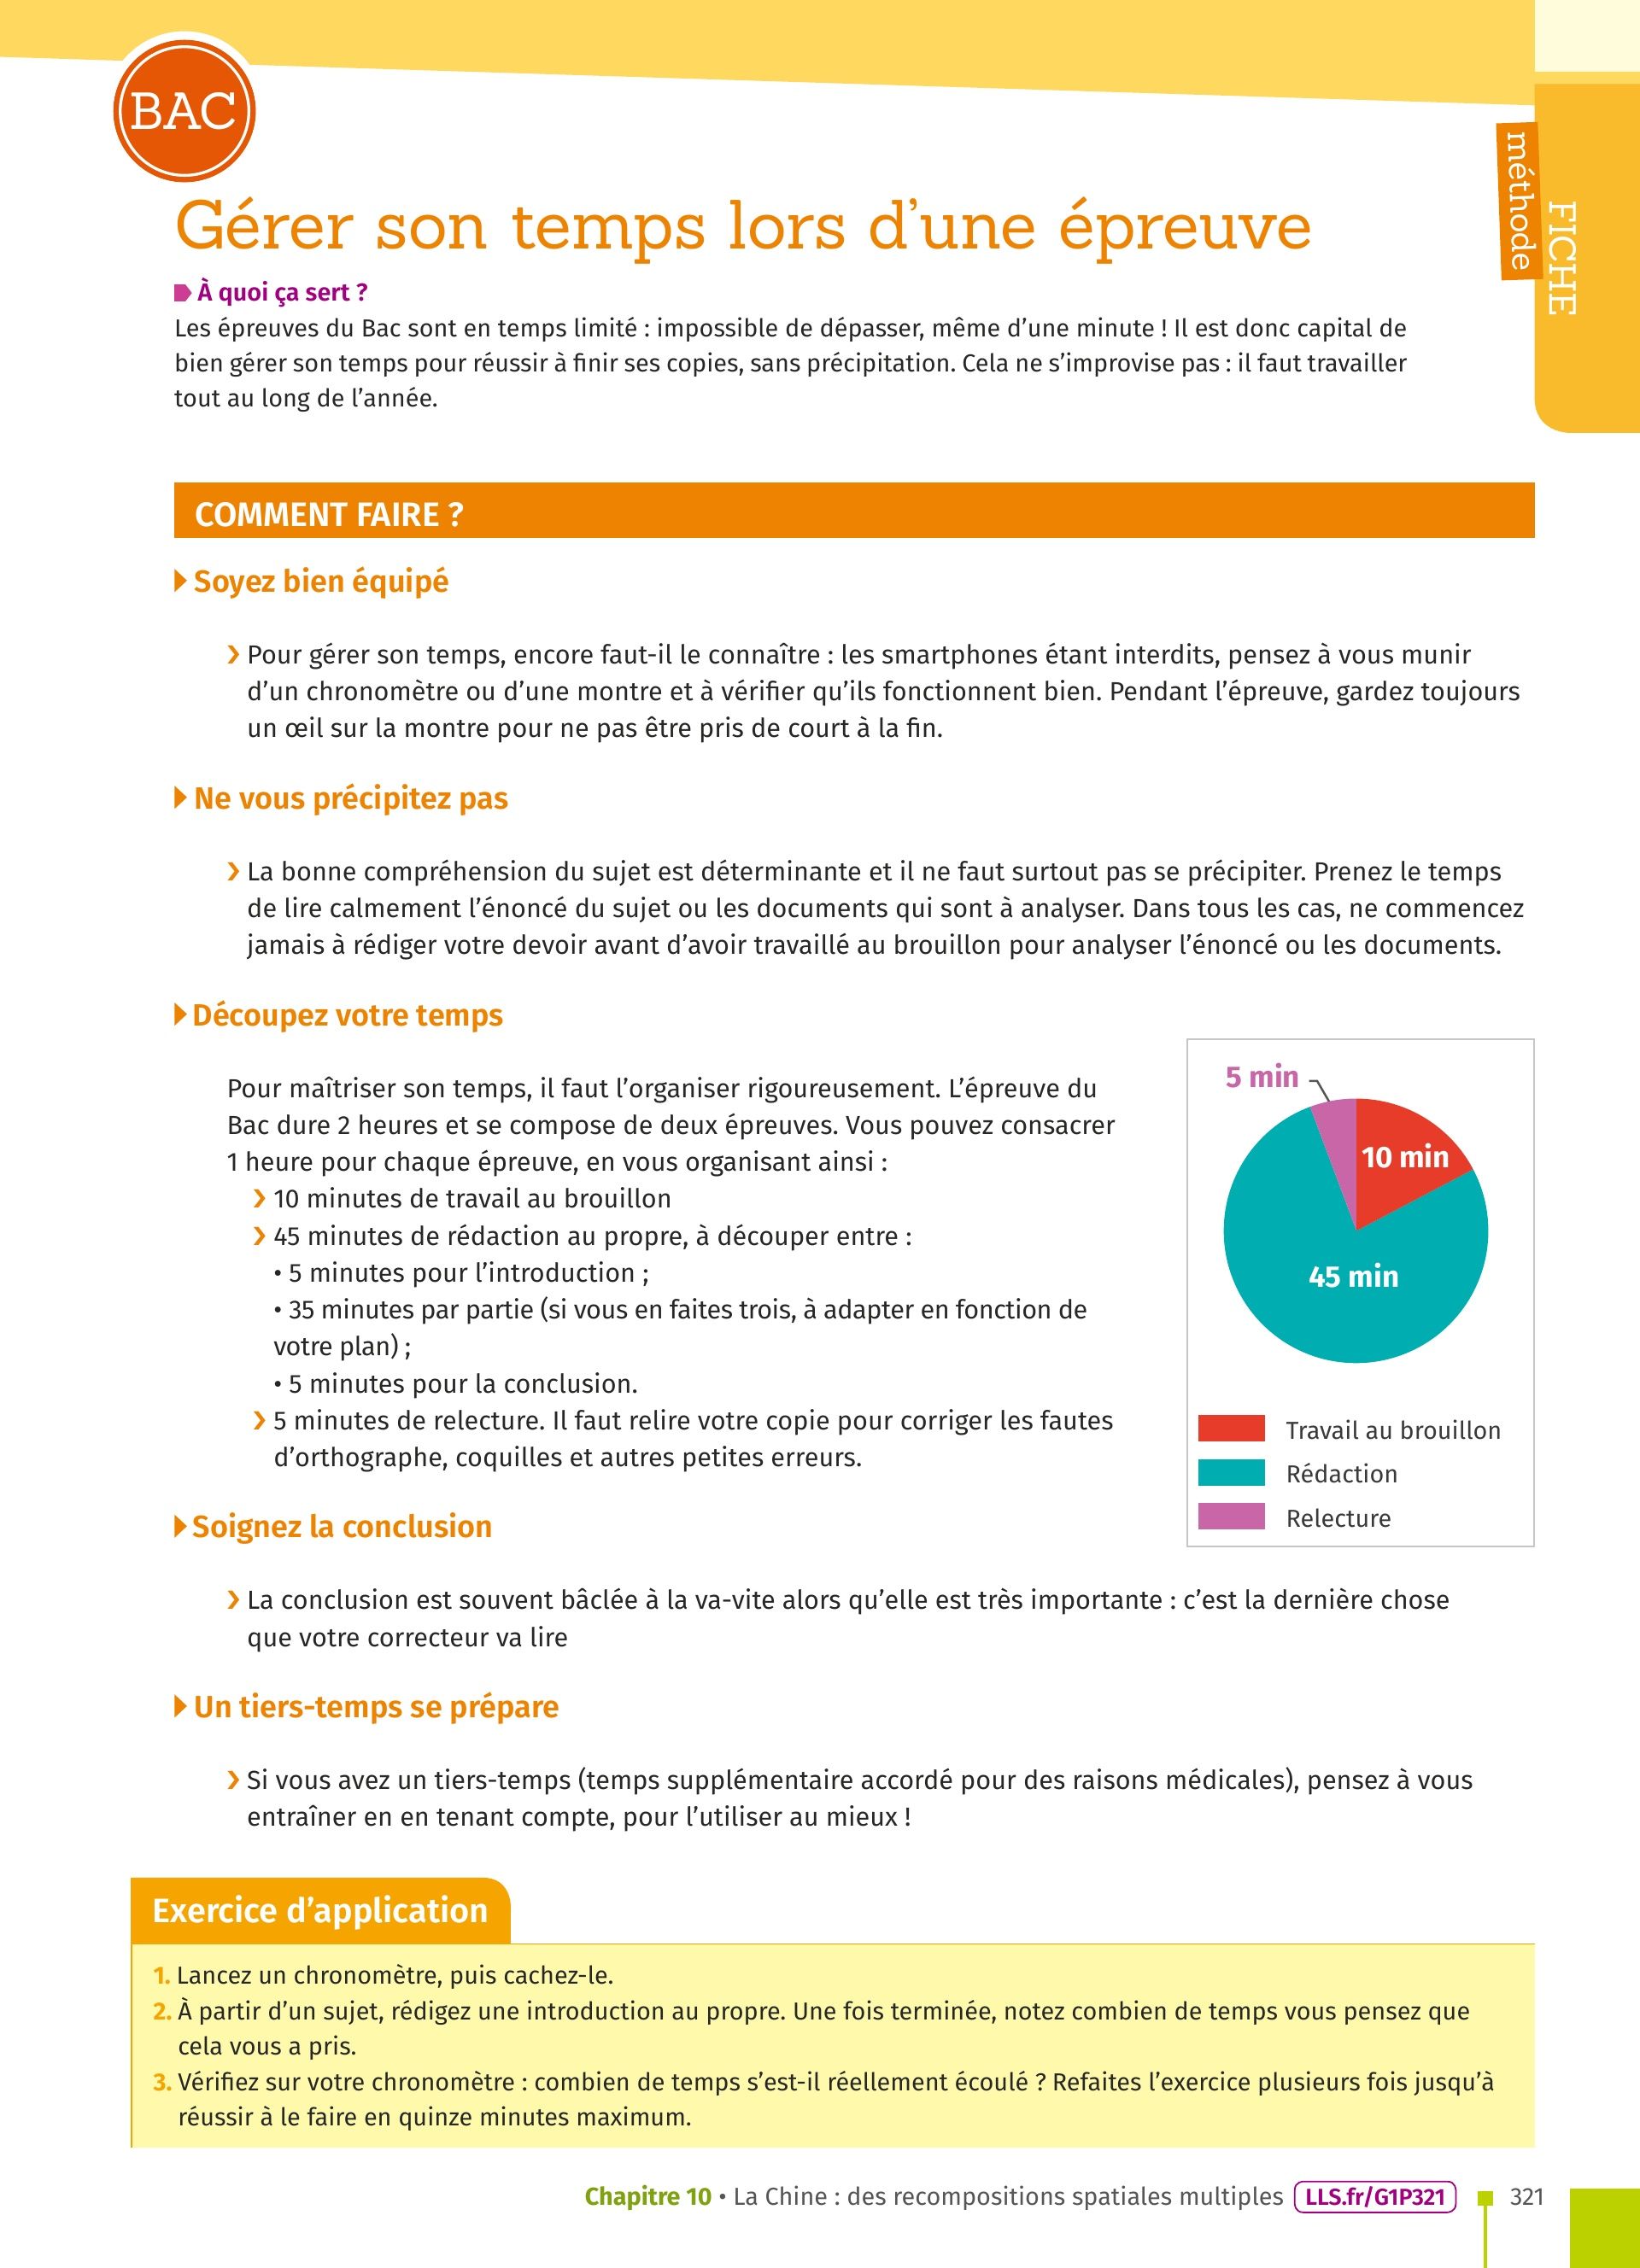 BAC
méthode
FICHE
Gérer son temps lors d’une épreuve
À quoi ça sert ?
Les épreuves du Bac sont en temps limité : impossible de dépasser, même d’une minute ! Il est donc capital de
bien gérer son temps pour réussir à finir ses copies, sans précipitation. Cela ne s’improvise pas : il faut travailler
tout au long de l’année.
COMMENT FAIRE ?
Soyez bien équipé
Pour gérer son temps, encore faut-il le connaître : les smartphones étant interdits, pensez à vous munir
d’un chronomètre ou d’une montre et à vérifier qu’ils fonctionnent bien. Pendant l’épreuve, gardez toujours
un œil sur la montre pour ne pas être pris de court à la fin.
Ne vous précipitez pas
La bonne compréhension du sujet est déterminante et il ne faut surtout pas se précipiter. Prenez le temps
de lire calmement l’énoncé du sujet ou les documents qui sont à analyser. Dans tous les cas, ne commencez
jamais à rédiger votre devoir avant d’avoir travaillé au brouillon pour analyser l’énoncé ou les documents.
Découpez votre temps
Pour maîtriser son temps, il faut l’organiser rigoureusement. L’épreuve du
Bac dure 2 heures et se compose de deux épreuves. Vous pouvez consacrer
1 heure pour chaque épreuve, en vous organisant ainsi :
10 minutes de travail au brouillon
45 minutes de rédaction au propre, à découper entre :
• 5 minutes pour l’introduction ;
• 35 minutes par partie (si vous en faites trois, à adapter en fonction de
votre plan) ;
• 5 minutes pour la conclusion.
5 minutes de relecture. Il faut relire votre copie pour corriger les fautes
d’orthographe, coquilles et autres petites erreurs.
5 min
10 min
45 min
Travail au brouillon
Rédaction
Relecture
Soignez la conclusion
La conclusion est souvent bâclée à la va-vite alors qu’elle est très importante : c’est la dernière chose
que votre correcteur va lire
Un tiers-temps se prépare
Si vous avez un tiers-temps (temps supplémentaire accordé pour des raisons médicales), pensez à vous
entraîner en en tenant compte, pour l’utiliser au mieux !
Exercice d’application
1. Lancez un chronomètre, puis cachez-le.
2. À partir d’un sujet, rédigez une introduction au propre. Une fois terminée, notez combien de temps vous pensez que
cela vous a pris.
3. Vérifiez sur votre chronomètre : combien de temps s’est-il réellement écoulé ? Refaites l’exercice plusieurs fois jusqu’à
réussir à le faire en quinze minutes maximum.
Chapitre 10 • La Chine : des recompositions spatiales multiples LLS.fr/G1P321 321